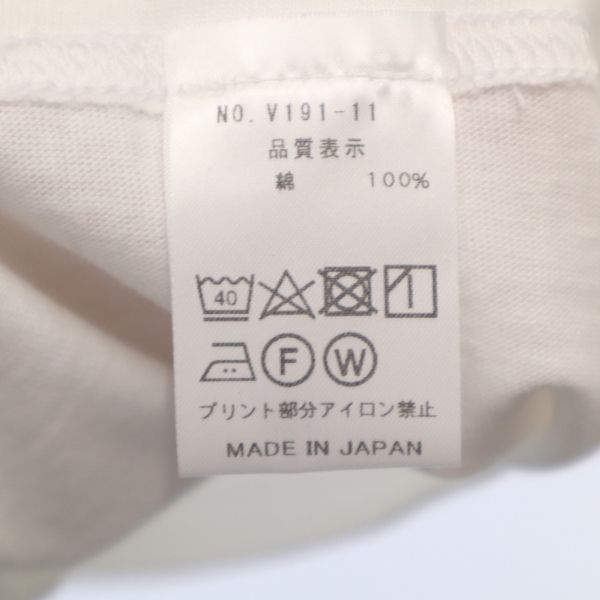 NO. V191-11
品質表示
綿 100%
40
F W
プリント部分アイロン禁止
MADE IN JAPAN